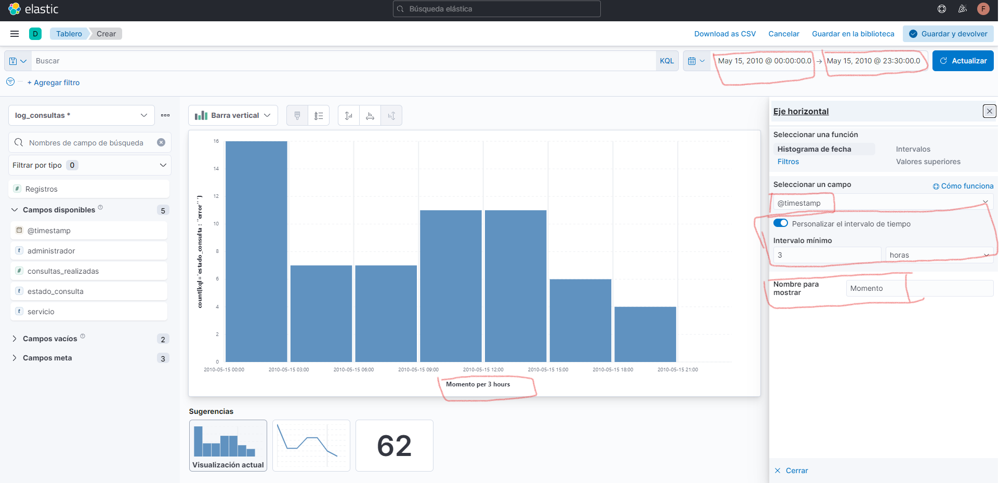 elastic
Búsqueda elástica
F
D
Tablero
Crear
Download as CSV
Cancelar
Guardar en la biblioteca
Guardar y devolver
Buscar
KQL
May 15, 2010 @ 00:00:00.0
→
May 15, 2010 @ 23:30:00.0
Actualizar
+ Agregar filtro
log_consultas *
Nombres de campo de búsqueda
Filtrar por tipo 0
# Registros
Campos disponibles 5
@timestamp
t administrador
# consultas_realizadas
t estado_consulta
t servicio
Campos vacíos 2
Campos meta 3
Barra vertical
count(kql='estado_consulta : "error" ')
16
14
12
10
8
6
4
2
0
2010-05-15 00:00
2010-05-15 03:00
2010-05-15 06:00
2010-05-15 09:00
2010-05-15 12:00
2010-05-15 15:00
2010-05-15 18:00
2010-05-15 21:00
Momento per 3 hours
Sugerencias
Visualización actual
62
Eje horizontal
Seleccionar una función
Histograma de fecha
Intervalos
Filtros
Valores superiores
Seleccionar un campo
Cómo funciona
@timestamp
Personalizar el intervalo de tiempo
Intervalo mínimo
3
horas
Nombre para
mostrar
Momento
Cerrar